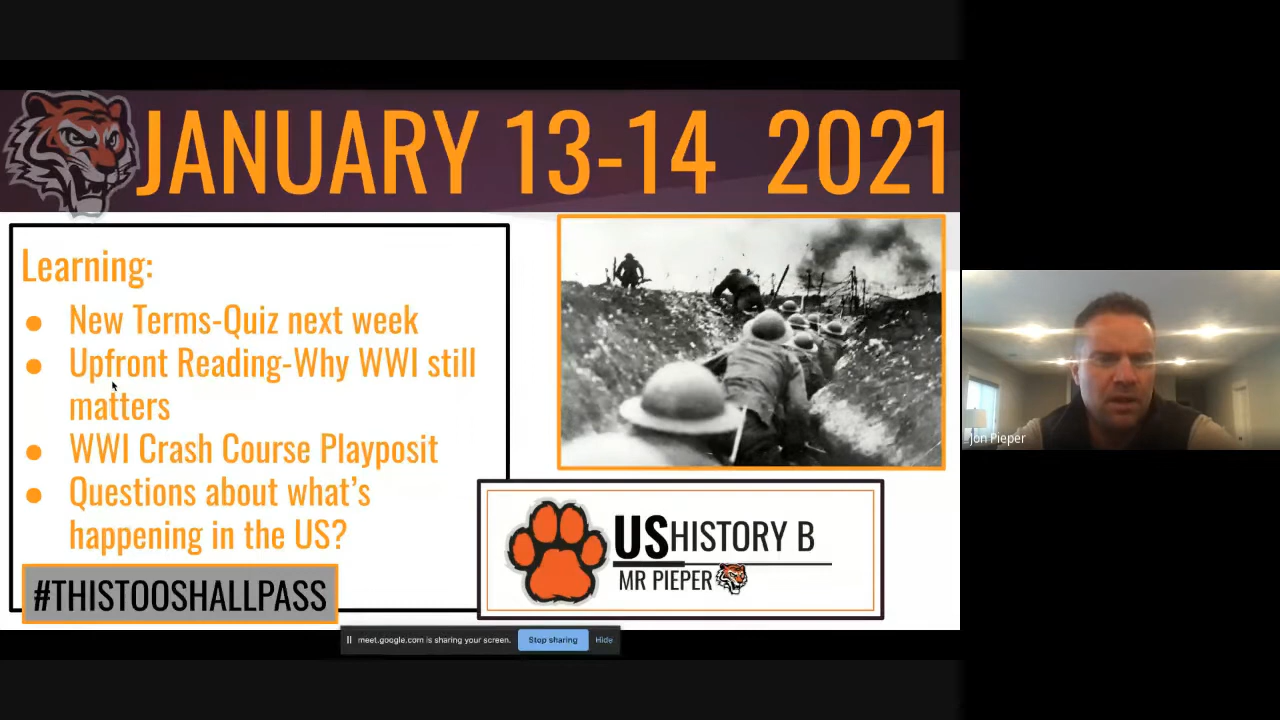 JANUARY 13-14 2021
Learning:
● New Terms-Quiz next week
● Upfront Reading-Why WWI still
matters
● WWI Crash Course Playposit
● Questions about what's
happening in the US?
#THISTOOSHALLPASS
US HISTORY B
MR PIEPER
meet.google.com is sharing your screen. Stop sharing Hide
Jon Pieper